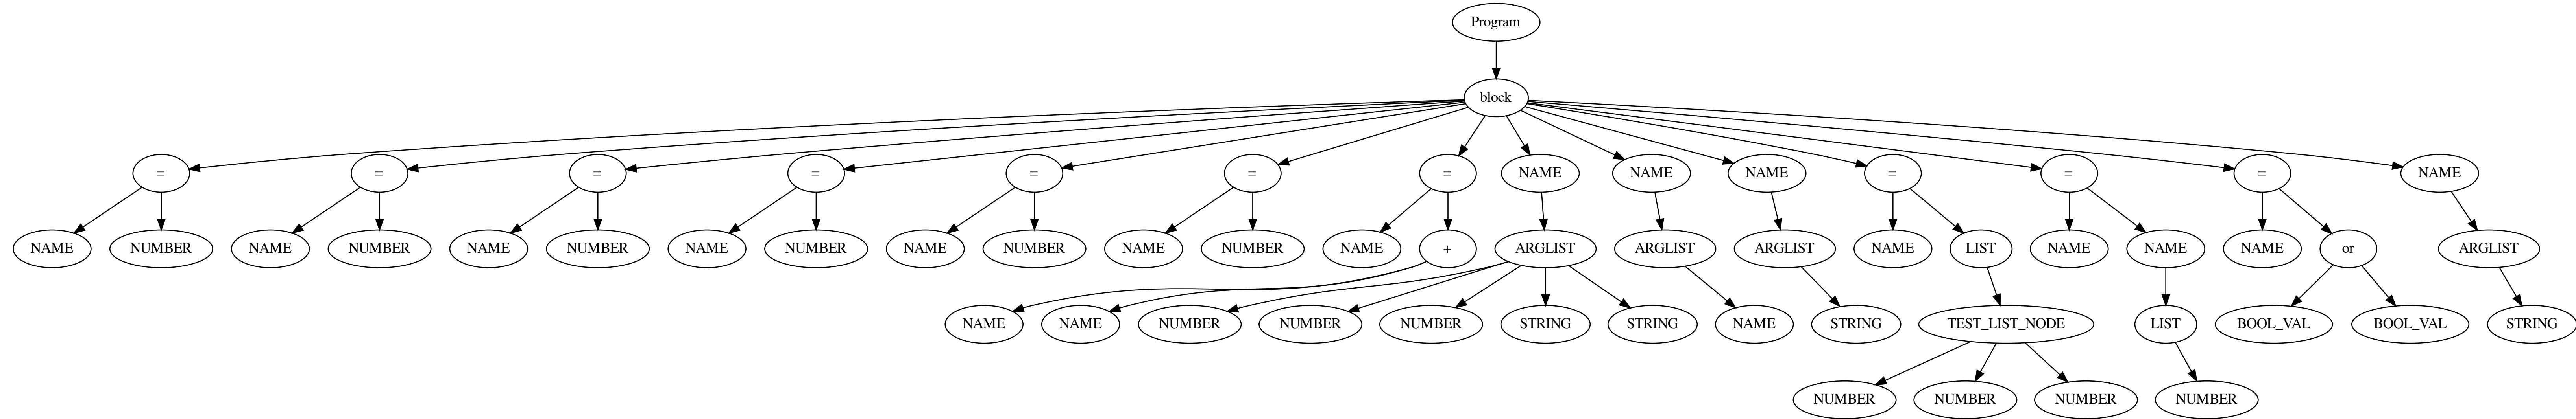 Program
block
= = = = = = = NAME NAME NAME = = = NAME
NAME NUMBER NAME NUMBER NAME NUMBER NAME NUMBER NAME NUMBER NAME NUMBER NAME + ARGLIST ARGLIST ARGLIST NAME LIST NAME NAME NAME or ARGLIST
NAME NAME NUMBER NUMBER NUMBER STRING STRING NAME STRING TEST_LIST_NODE LIST BOOL_VAL BOOL_VAL STRING
NUMBER NUMBER NUMBER NUMBER